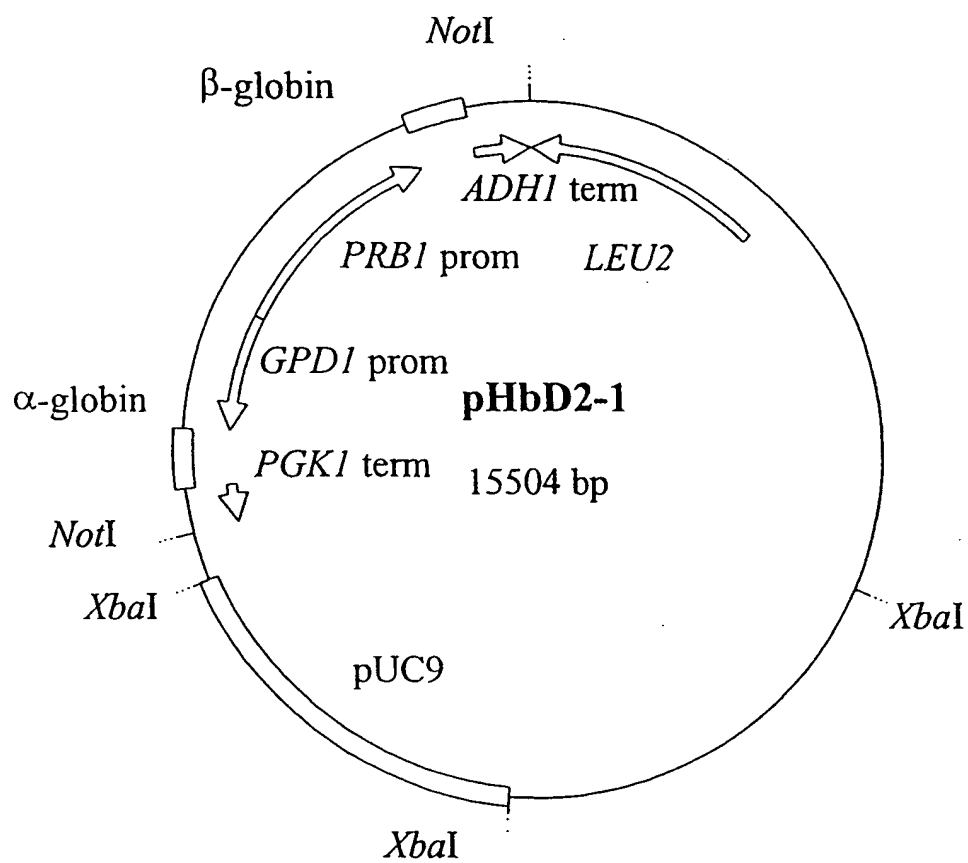 NotI
β-globin
ADH1 term
PRB1 prom
LEU2
GPD1 prom
α-globin
pHbD2-1
PGK1 term
15504 bp
NotI
XbaI
XbaI
pUC9
XbaI